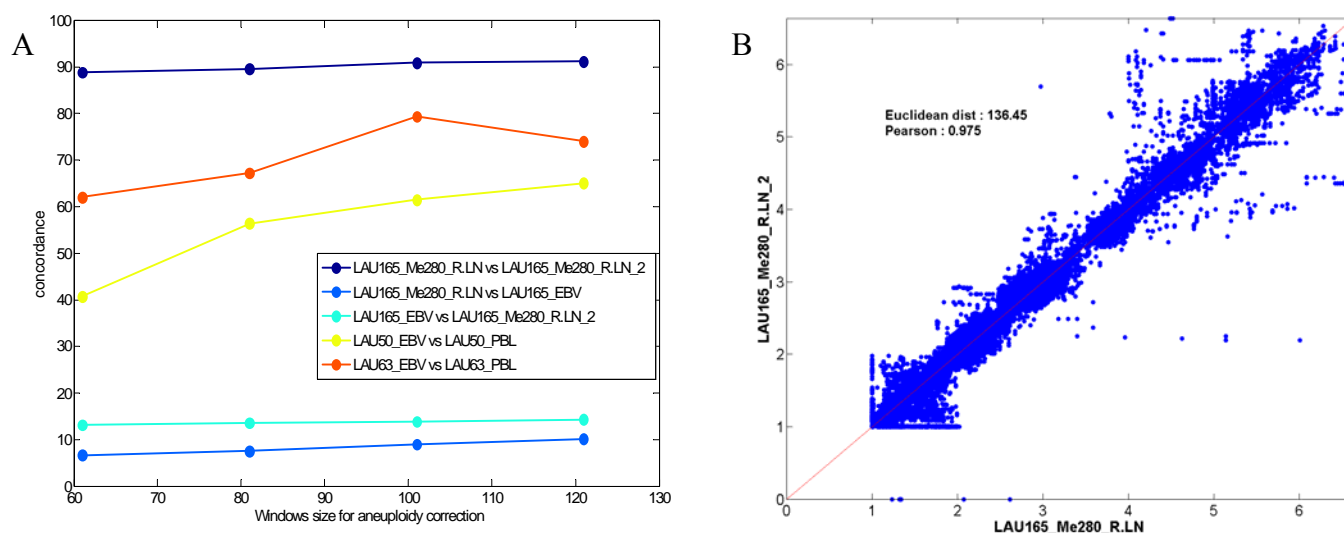 A
100
90
80
70
60
50
40
30
20
10
0
concordance
LAU165_Me280_R.LN vs LAU165_Me280_R.LN_2
LAU165_Me280_R.LN vs LAU165_EBV
LAU165_EBV vs LAU165_Me280_R.LN_2
LAU50_EBV vs LAU50_PBL
LAU63_EBV vs LAU63_PBL
60 70 80 90 100 110 120 130
Windows size for aneuploidy correction
B
6
5
4
3
2
1
0
LAU165_Me280_R.LN_2
Euclidean dist : 136.45
Pearson : 0.975
0 1 2 3 4 5 6
LAU165_Me280_R.LN